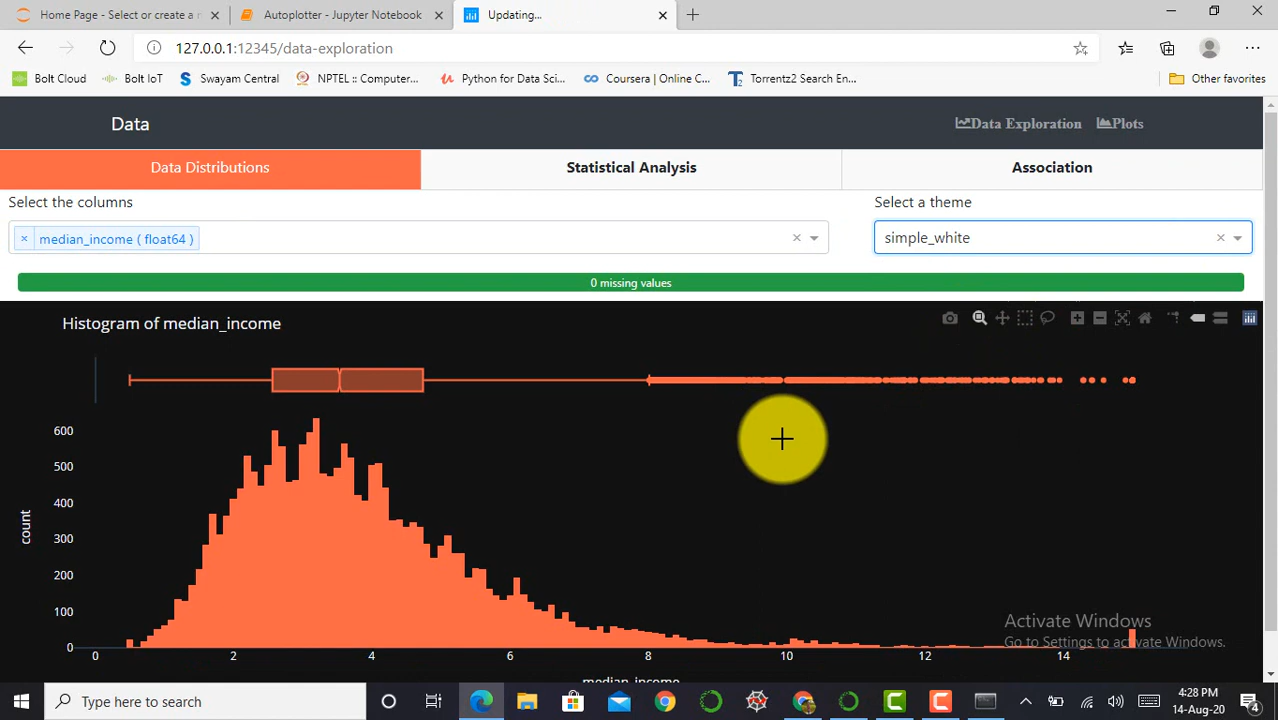 Home Page - Select or create a n
Autoplotter - Jupyter Notebook
Updating...
127.0.0.1:12345/data-exploration
Bolt Cloud
Bolt IoT
Swayam Central
NPTEL :: Computer...
Python for Data Sci...
Coursera | Online C...
Torrentz2 Search En...
Other favorites
Data
Data Exploration
Plots
Data Distributions
Statistical Analysis
Association
Select the columns
Select a theme
× median_income ( float64 )
simple_white
0 missing values
Histogram of median_income
600
500
400
300
200
100
0
count
0 2 4 6 8 10 12 14
median_income
Activate Windows
Go to Settings to activate Windows.
Type here to search
4:28 PM
14-Aug-20
4